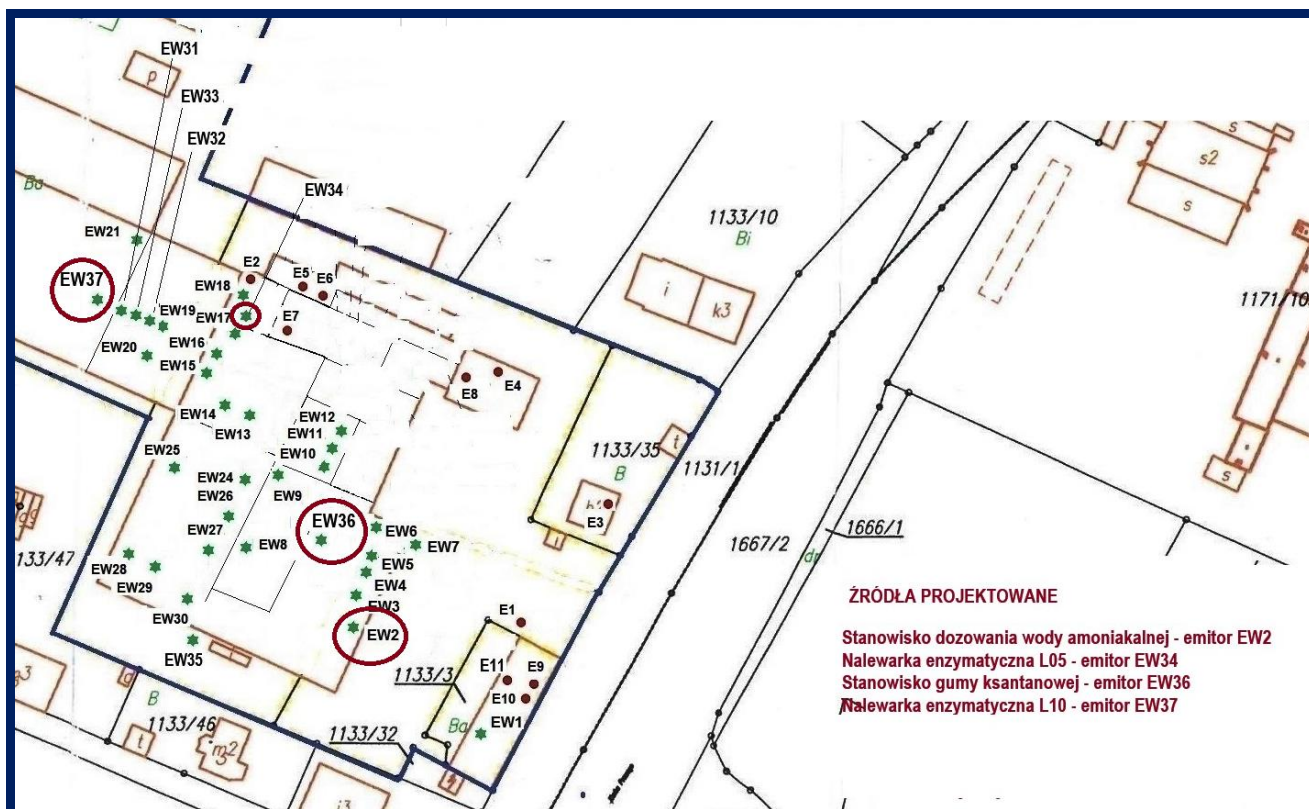 EW31
p
EW33
EW32
s
s2
s
Ba
EW34
1133/10
Bi
EW21
E2
E5
E6
i
k3
EW37
EW18
1171/10
EW19
EW17
E7
EW16
EW20
EW15
E8
E4
EW14
EW12
EW13
EW11
t
1133/35
EW10
B
1131/1
EW25
EW24
EW9
s
EW26
E3
EW36
EW6
i
1666/1
EW27
EW7
1667/2
EW8
EW5
dr
133/47
EW28
EW4
EW29
EW3
ŹRÓDŁA PROJEKTOWANE
EW30
E1
EW2
Stanowisko dozowania wody amoniakalnej - emitor EW2
EW35
Nalewarka enzymatyczna L05 - emitor EW34
1133/3
E11
E9
Stanowisko gumy ksantanowej - emitor EW36
g3
g
E10
Nalewarka enzymatyczna L10 - emitor EW37
B
Ba
EW1
1133/46
1133/32
t
m2
i3